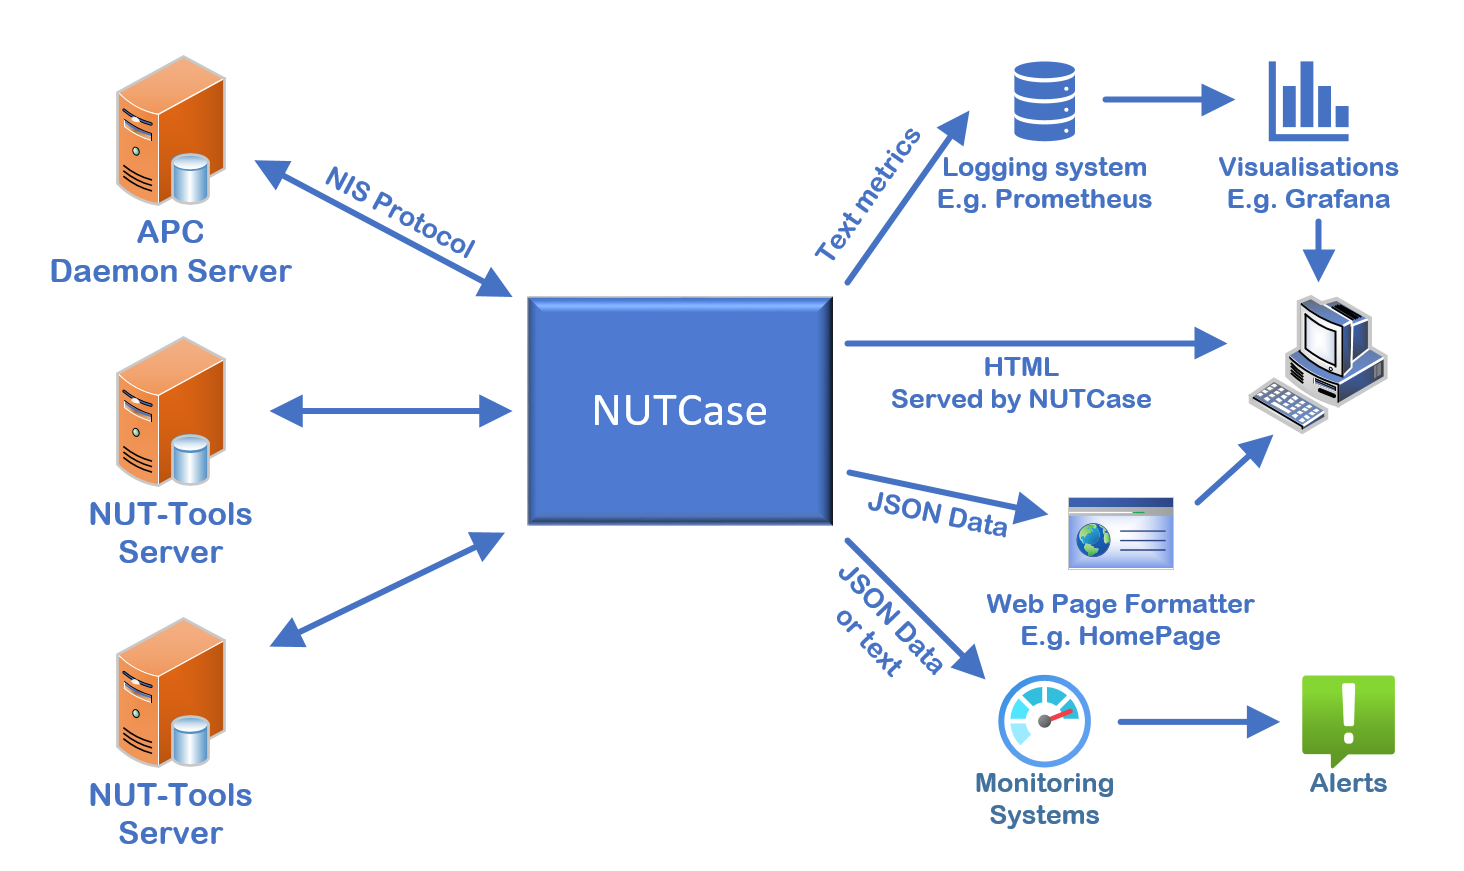 APC
Daemon Server
NIS Protocol
NUT-Tools
Server
NUT-Tools
Server
NUTCase
Text metrics
Logging system
E.g. Prometheus
Visualisations
E.g. Grafana
HTML
Served by NUTCase
JSON Data
Web Page Formatter
E.g. HomePage
JSON Data
or text
Monitoring
Systems
Alerts